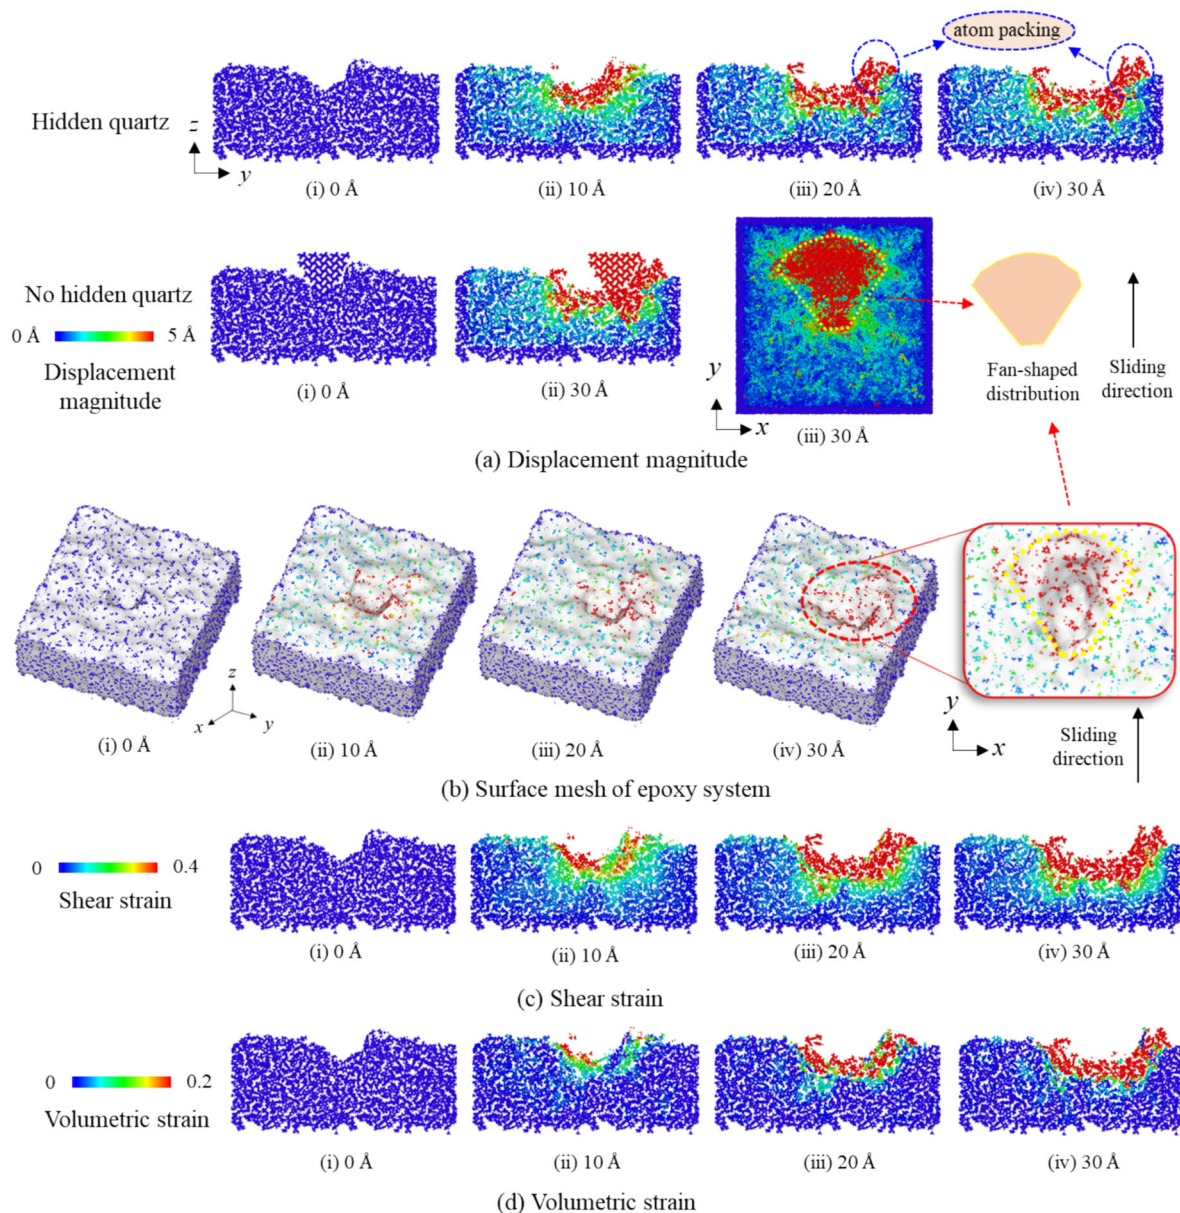 atom packing
Hidden quartz
z
y
(i) 0 Å
(ii) 10 Å
(iii) 20 Å
(iv) 30 Å
No hidden quartz
0 Å
5 Å
Displacement
magnitude
(i) 0 Å
(ii) 30 Å
y
x
(iii) 30 Å
Fan-shaped
distribution
Sliding
direction
(a) Displacement magnitude
z
x
y
(i) 0 Å
(ii) 10 Å
(iii) 20 Å
(iv) 30 Å
y
x
Sliding
direction
(b) Surface mesh of epoxy system
0
0.4
Shear strain
(i) 0 Å
(ii) 10 Å
(iii) 20 Å
(iv) 30 Å
(c) Shear strain
0
0.2
Volumetric strain
(i) 0 Å
(ii) 10 Å
(iii) 20 Å
(iv) 30 Å
(d) Volumetric strain